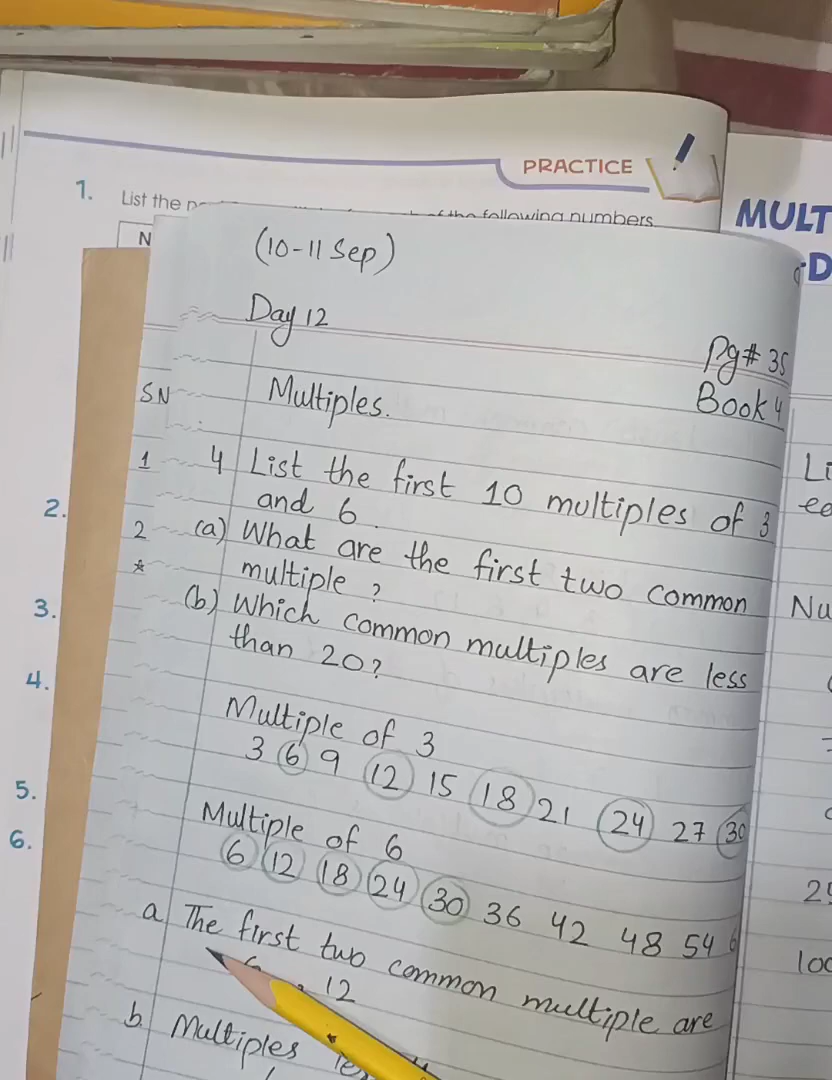 PRACTICE
1. List the
following numbers
N
MULT
(10-11 Sep)
Day 12
Pg# 35
Book 4
SN
Multiples.
1 4 List the first 10 multiples of 3
and 6.
2 (a) What are the first two common
* multiple ?
(b) Which common multiples are less
than 20?
Multiple of 3
3 6 9 12 15 18 21 24 27 30
Multiple of 6
6 12 18 24 30 36 42 48 54
a The first two common multiple are
12
b. Multiples
2.
3.
4.
5.
6.
Li
Nu
100